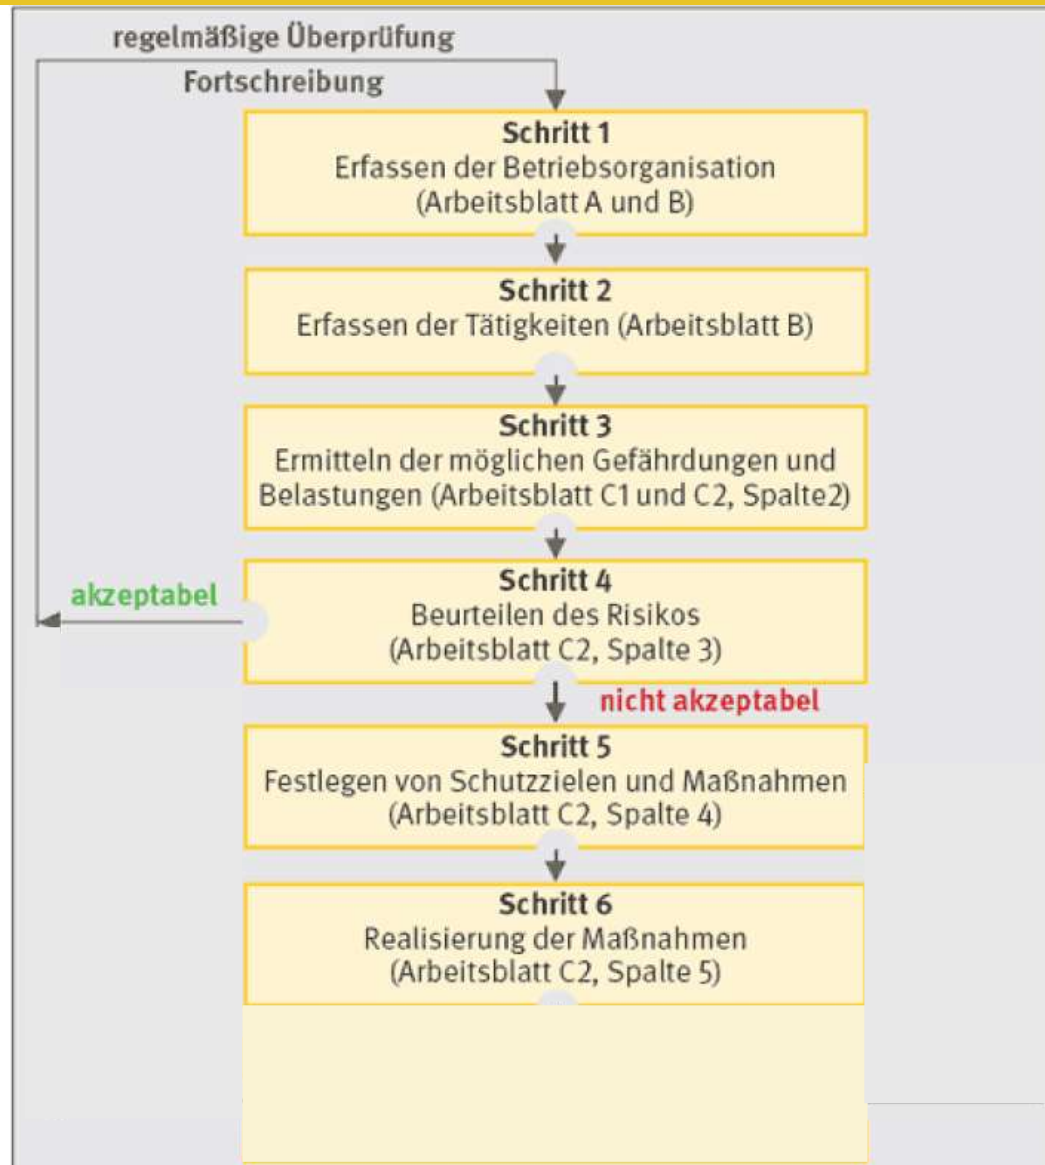 regelmäßige Überprüfung
Fortschreibung
Schritt 1
Erfassen der Betriebsorganisation
(Arbeitsblatt A und B)
Schritt 2
Erfassen der Tätigkeiten (Arbeitsblatt B)
Schritt 3
Ermitteln der möglichen Gefährdungen und
Belastungen (Arbeitsblatt C1 und C2, Spalte2)
akzeptabel
Schritt 4
Beurteilen des Risikos
(Arbeitsblatt C2, Spalte 3)
nicht akzeptabel
Schritt 5
Festlegen von Schutzzielen und Maßnahmen
(Arbeitsblatt C2, Spalte 4)
Schritt 6
Realisierung der Maßnahmen
(Arbeitsblatt C2, Spalte 5)